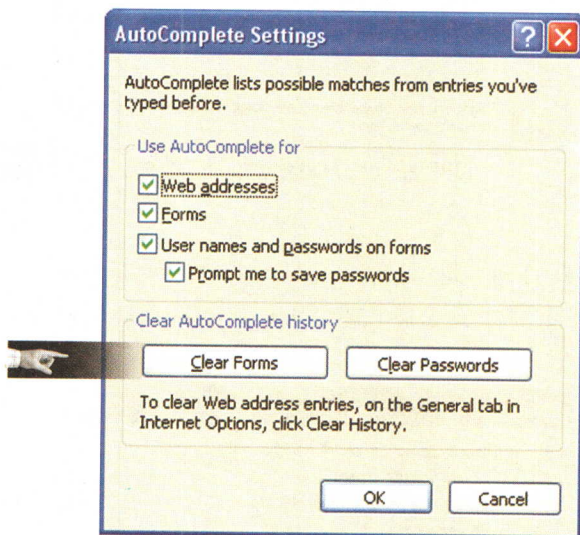 AutoComplete Settings
AutoComplete lists possible matches from entries you've
typed before.
Use AutoComplete for
Web addresses
Forms
User names and passwords on forms
Prompt me to save passwords
Clear AutoComplete history
Clear Forms
Clear Passwords
To clear Web address entries, on the General tab in
Internet Options, click Clear History.
OK
Cancel